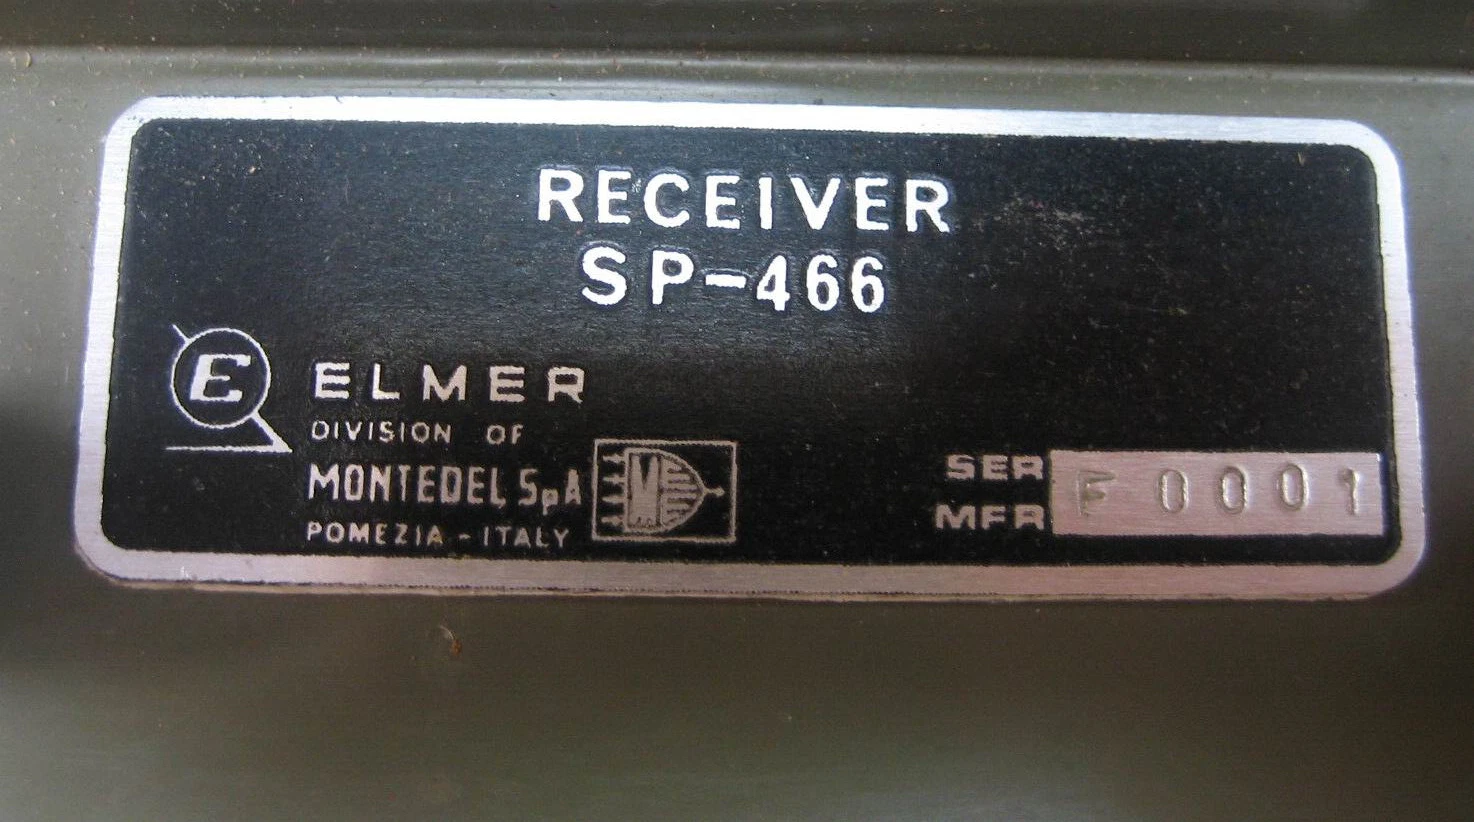 RECEIVER
SP-466
E
ELMER
DIVISION OF
MONTEDEL SpA
POMEZIA - ITALY
M
SER
MFR
F 0001